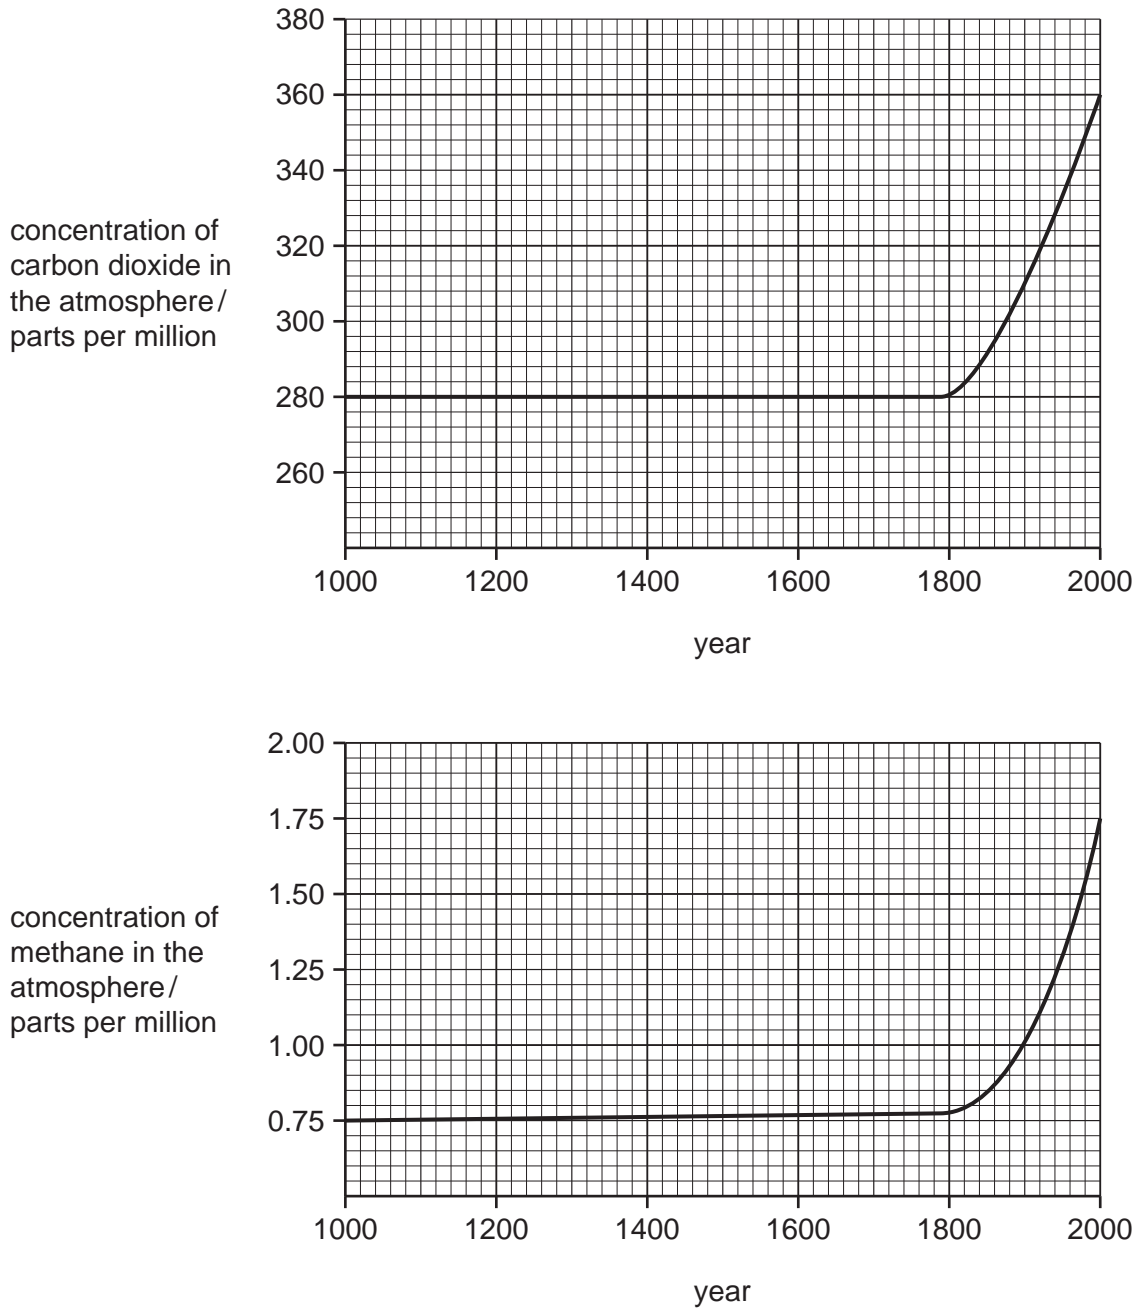 380
360
340
320
300
280
260
concentration of
carbon dioxide in
the atmosphere/
parts per million
1000 1200 1400 1600 1800 2000
year
2.00
1.75
1.50
1.25
1.00
0.75
concentration of
methane in the
atmosphere/
parts per million
1000 1200 1400 1600 1800 2000
year